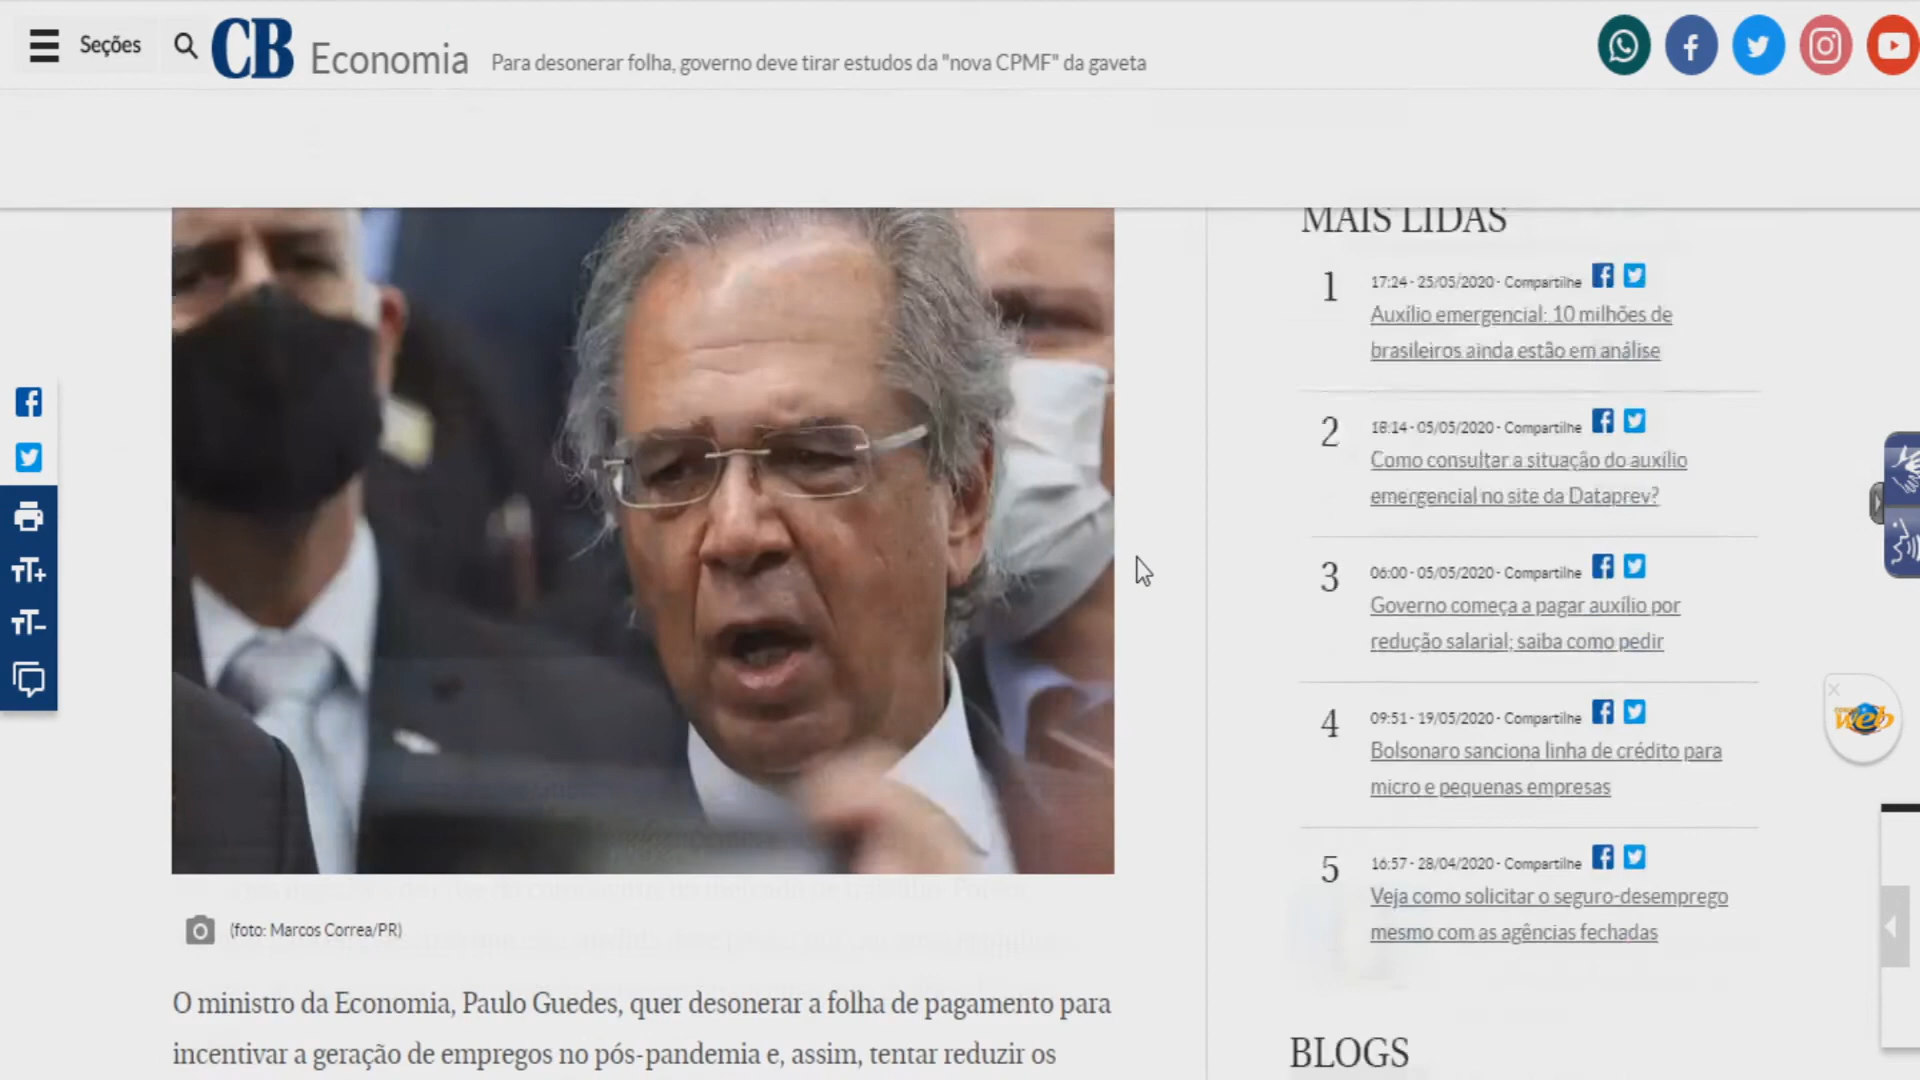 Seções
CB
Economia
Para desonerar folha, governo deve tirar estudos da "nova CPMF" da gaveta
(foto: Marcos Correa/PR)
O ministro da Economia, Paulo Guedes, quer desonerar a folha de pagamento para
incentivar a geração de empregos no pós-pandemia e, assim, tentar reduzir os
MAIS LIDAS
1
17:24 - 25/05/2020 - Compartilhe
Auxílio emergencial: 10 milhões de
brasileiros ainda estão em análise
2
18:14 - 05/05/2020 - Compartilhe
Como consultar a situação do auxílio
emergencial no site da Dataprev?
3
06:00 - 05/05/2020 - Compartilhe
Governo começa a pagar auxílio por
redução salarial; saiba como pedir
4
09:51 - 19/05/2020 - Compartilhe
Bolsonaro sanciona linha de crédito para
micro e pequenas empresas
5
16:57 - 28/04/2020 - Compartilhe
Veja como solicitar o seguro-desemprego
mesmo com as agências fechadas
BLOGS
web